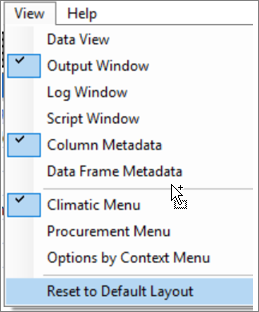 View Help
Data View
Output Window
Log Window
Script Window
Column Metadata
Data Frame Metadata
Climatic Menu
Procurement Menu
Options by Context Menu
Reset to Default Layout